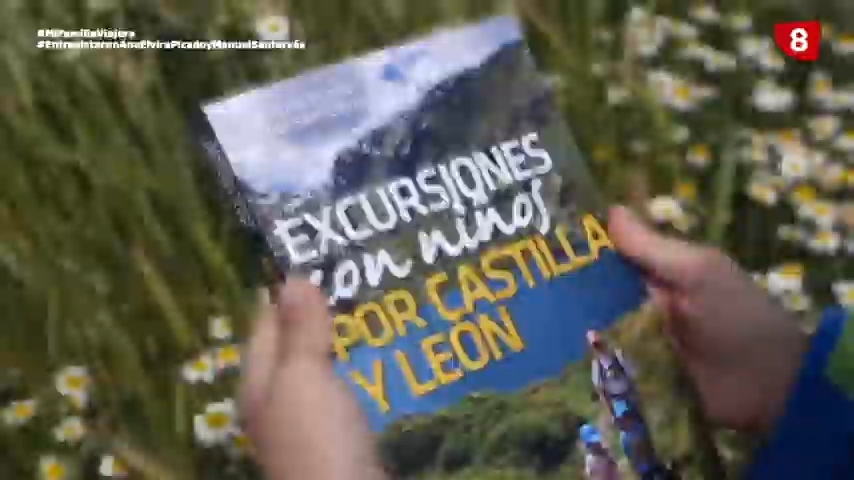 #MiFamiliaViajera
#EntrevistaconAnaElviraPicadoyManuelSantervás
8
EXCURSIONES
con niños
POR CASTILLA
Y LEÓN